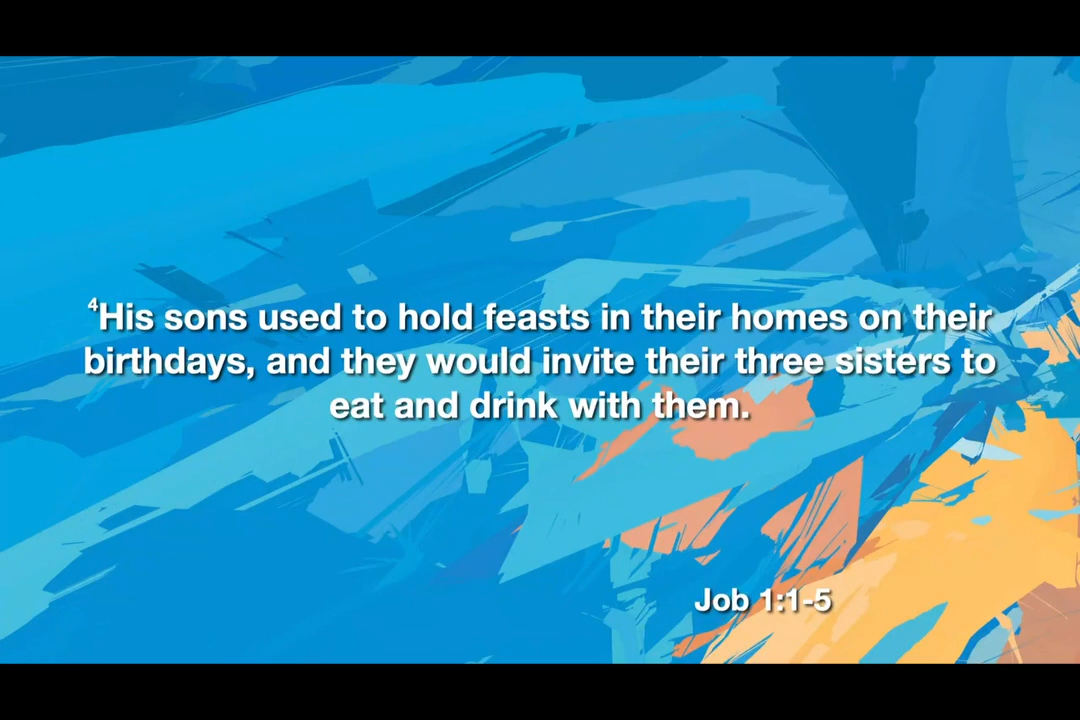 ⁴His sons used to hold feasts in their homes on their
birthdays, and they would invite their three sisters to
eat and drink with them.
Job 1:1-5